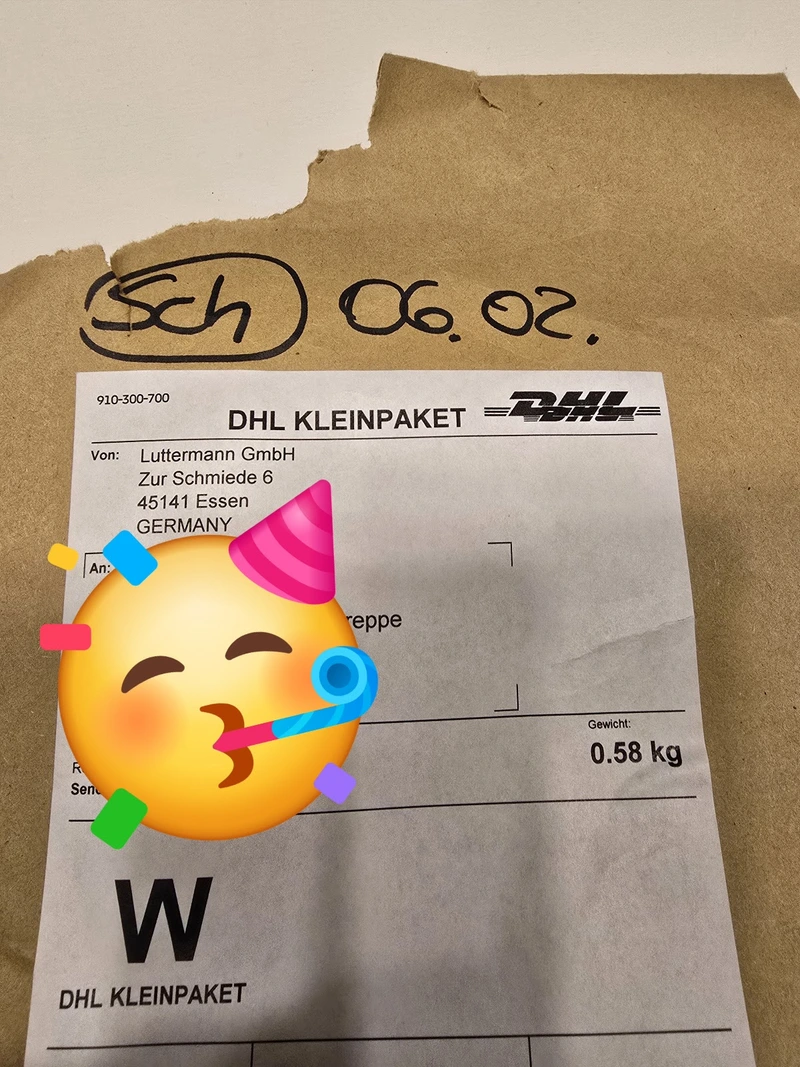 Sch 06.02.
910-300-700
DHL KLEINPAKET DHL
Von: Luttermann GmbH
Zur Schmiede 6
45141 Essen
GERMANY
An:
Gewicht:
0.58 kg
W
DHL KLEINPAKET